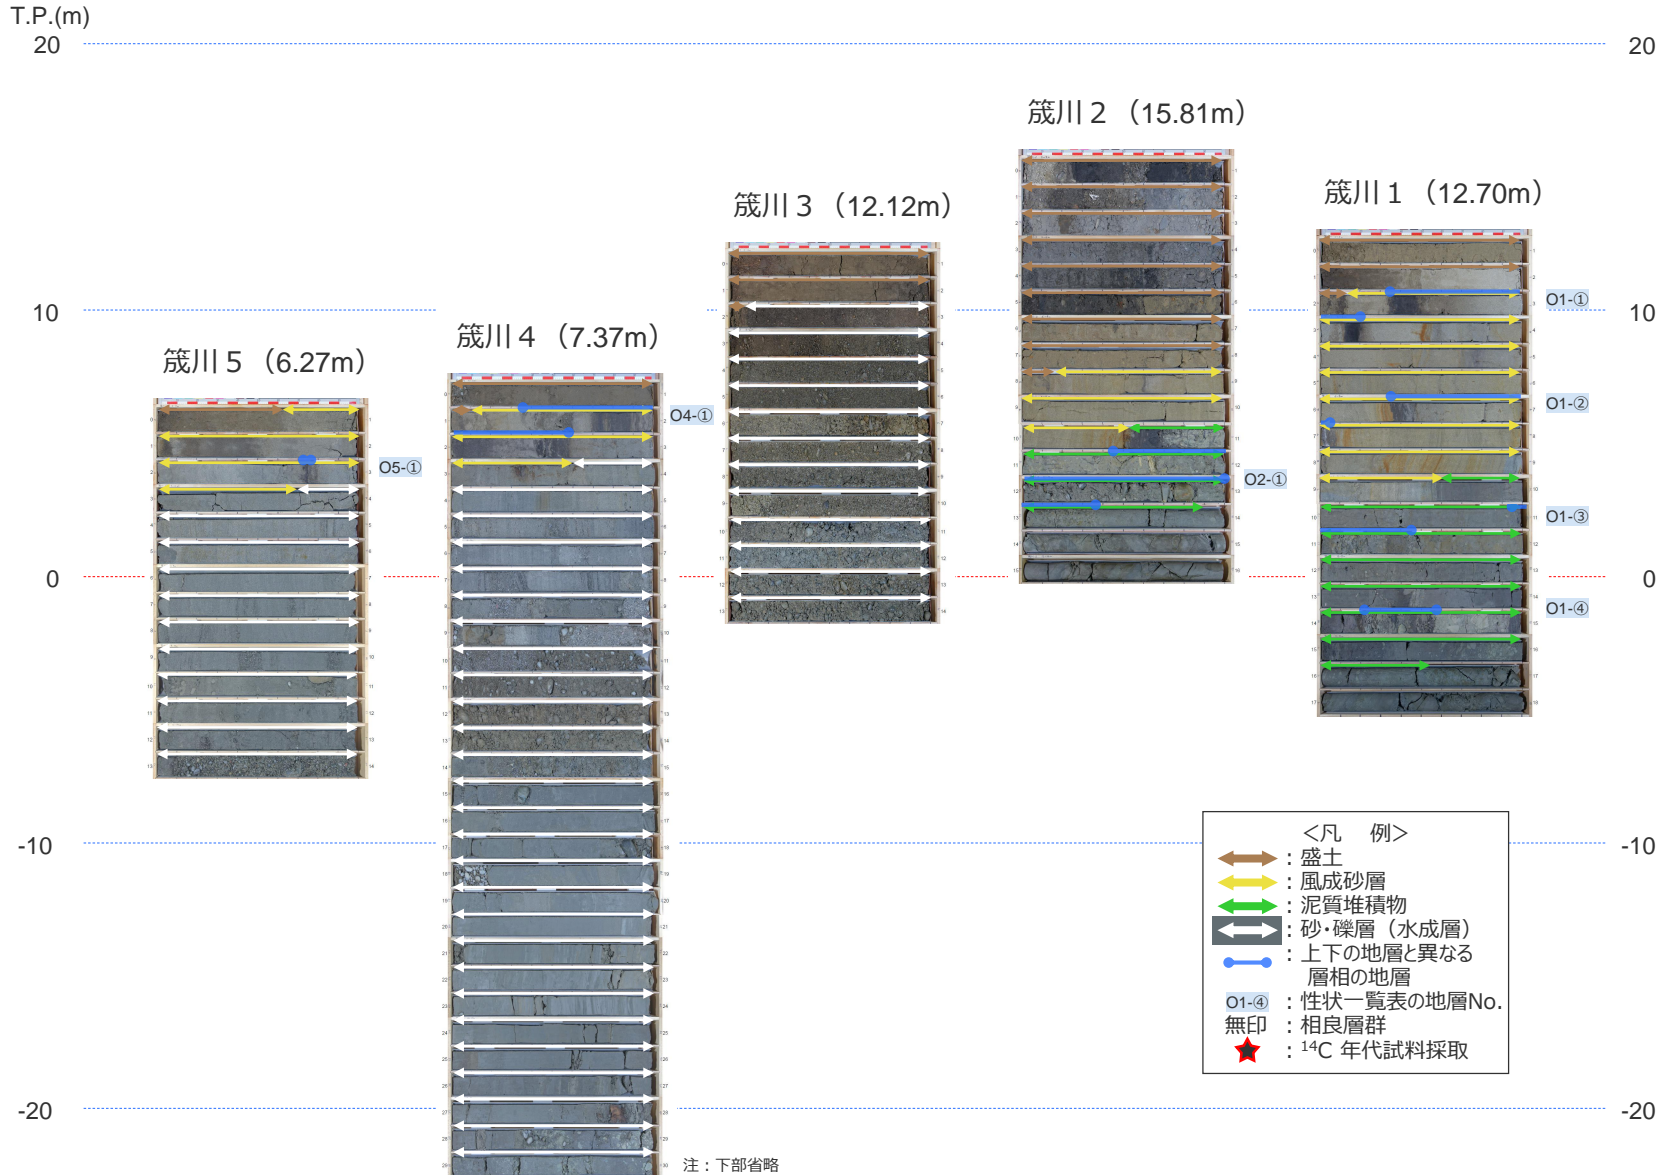 T.P.(m)
20
20
筬川２（15.81m）
筬川３（12.12m）
筬川１（12.70m）
10
10
O1-①
筬川５（6.27m）
筬川４（7.37m）
O4-①
O1-②
O5-①
O2-①
O1-③
0
0
O1-④
-10
-10
＜凡　例＞
：盛土
：風成砂層
：泥質堆積物
：砂・礫層（水成層）
：上下の地層と異なる
層相の地層
O1-④：性状一覧表の地層No.
無印：相良層群
：14C 年代試料採取
-20
-20
注：下部省略